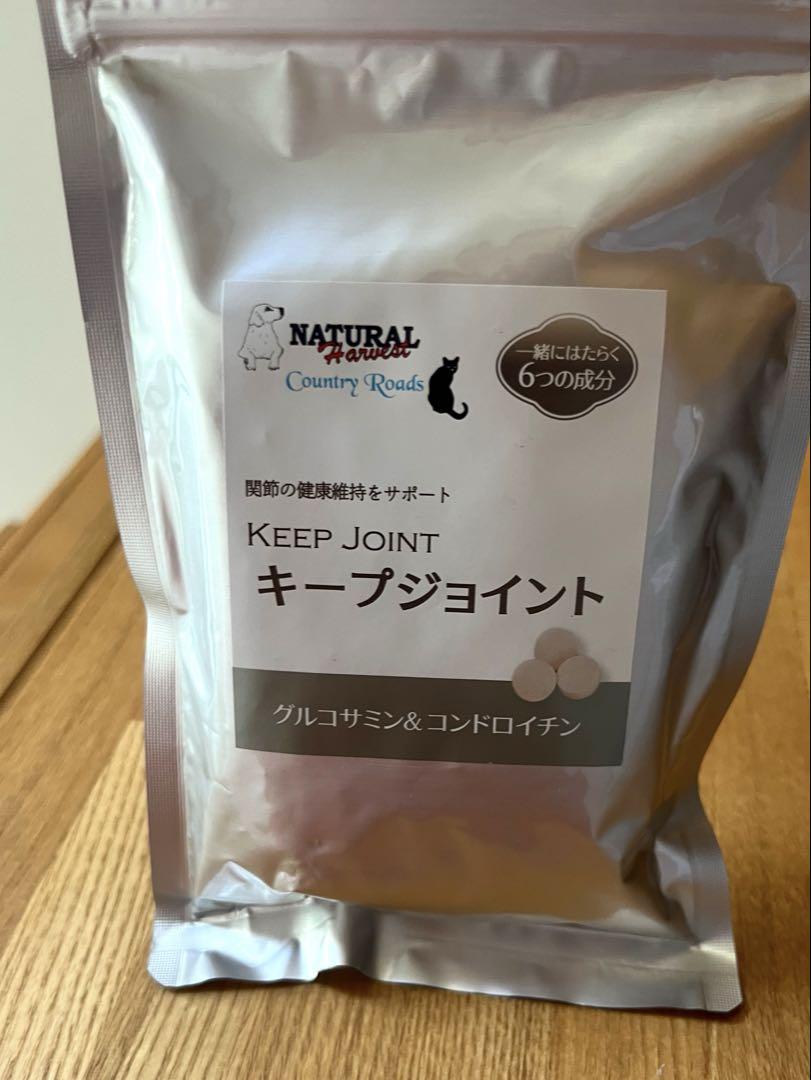 NATURAL
Harvest
Country Roads
一緒にはたらく
6つの成分
関節の健康維持をサポート
KEEP JOINT
キープジョイント
グルコサミン&コンドロイチン